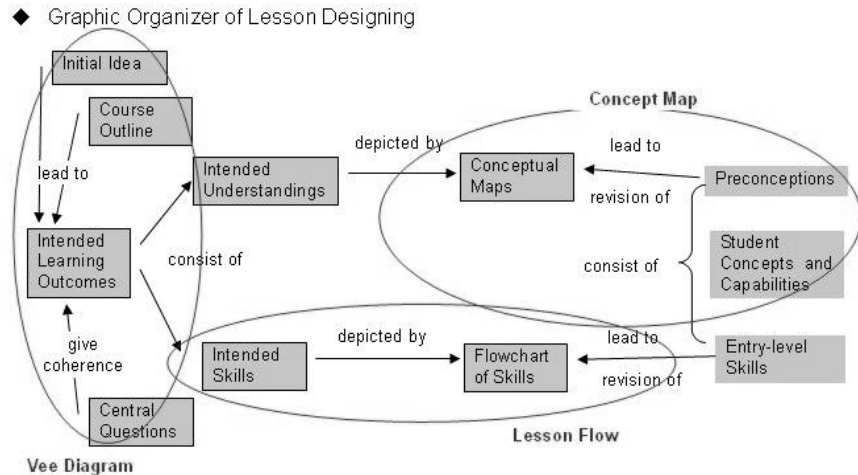 ◆ Graphic Organizer of Lesson Designing
Initial Idea
Course
Outline
lead to
Intended
Understandings
Intended
Learning
Outcomes
consist of
give
coherence
Central
Questions
Vee Diagram
depicted by
Concept Map
Conceptual
Maps
lead to
revision of
Preconceptions
Student
Concepts and
Capabilities
consist of
Intended
Skills
depicted by
Flowchart
of Skills
lead to
revision of
Entry-level
Skills
Lesson Flow